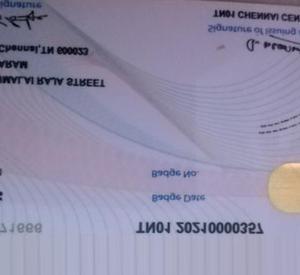 TN01 20210000357
Badge Date
Badge No.
MALAI RAJA STREET
ARAM
Chennai,TN 600023
Signature of Issuing
ignature
TN01 CHENNAI CEN